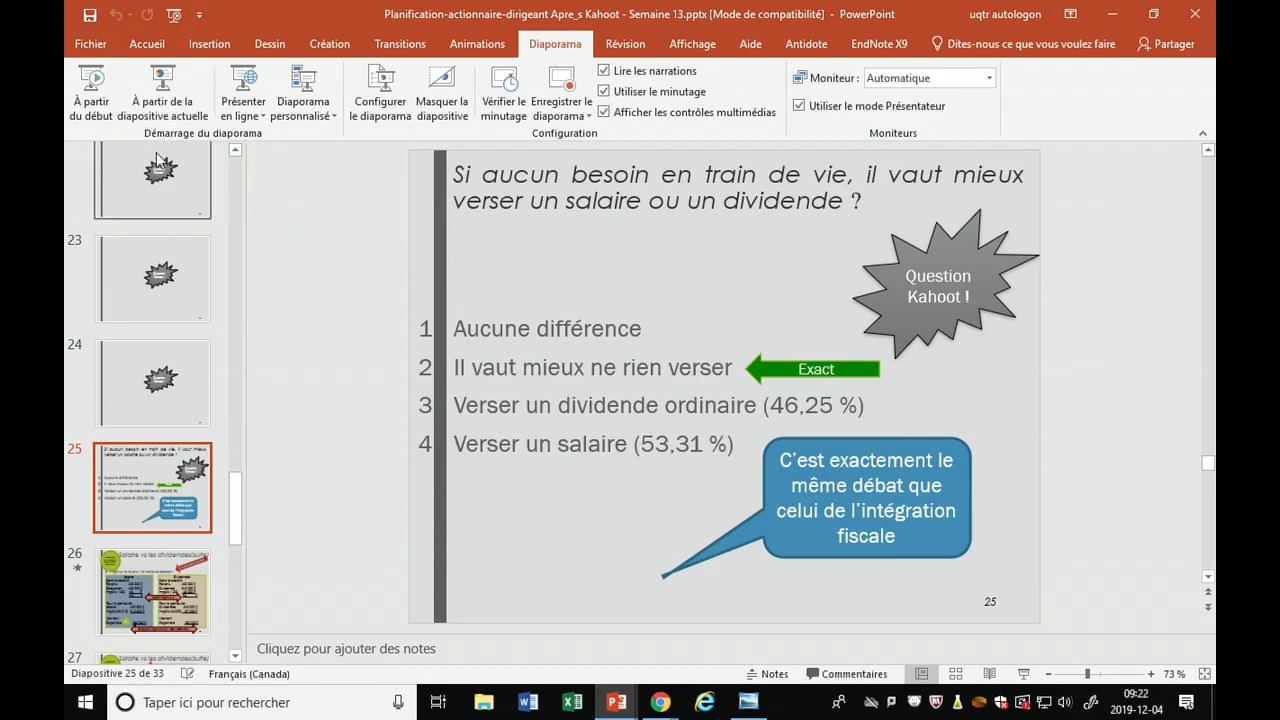 Planification-actionnaire-dirigeant Apre_s Kahoot - Semaine 13.pptx [Mode de compatibilité] - PowerPoint
uqtr autologon
Fichier
Accueil
Insertion
Dessin
Création
Transitions
Animations
Diaporama
Révision
Affichage
Aide
Antidote
EndNote X9
Dites-nous ce que vous voulez faire
Partager
À partir
du début
À partir de la
diapositive actuelle
Présenter
en ligne
Diaporama
personnalisé
Démarrage du diaporama
Configurer
le diaporama
Masquer la
diapositive
Vérifier le
minutage
Enregistrer le
diaporama
Lire les narrations
Utiliser le minutage
Afficher les contrôles multimédias
Configuration
Moniteur :
Automatique
Utiliser le mode Présentateur
Moniteurs
23
24
25
26
27
Si aucun besoin en train de vie, il vaut mieux
verser un salaire ou un dividende ?
Question
Kahoot !
1 Aucune différence
2 Il vaut mieux ne rien verser
Exact
3 Verser un dividende ordinaire (46,25 %)
4 Verser un salaire (53,31 %)
C'est exactement le
même débat que
celui de l'intégration
fiscale
25
Cliquez pour ajouter des notes
Diapositive 25 de 33
Français (Canada)
Notes
Commentaires
73 %
Taper ici pour rechercher
09:22
2019-12-04